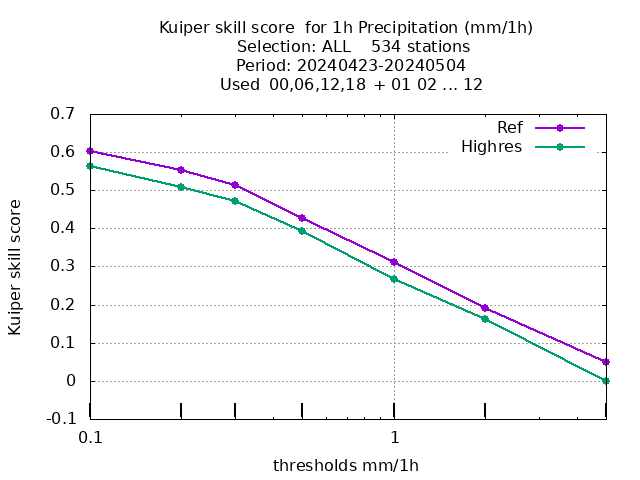 Kuiper skill score  for 1h Precipitation (mm/1h)
Selection: ALL    534 stations
Period: 20240423-20240504
Used  00,06,12,18  + 01 02 ... 12
Ref
Highres
0.7
0.6
0.5
0.4
0.3
0.2
0.1
0
-0.1
Kuiper skill score
0.1
1
thresholds mm/1h